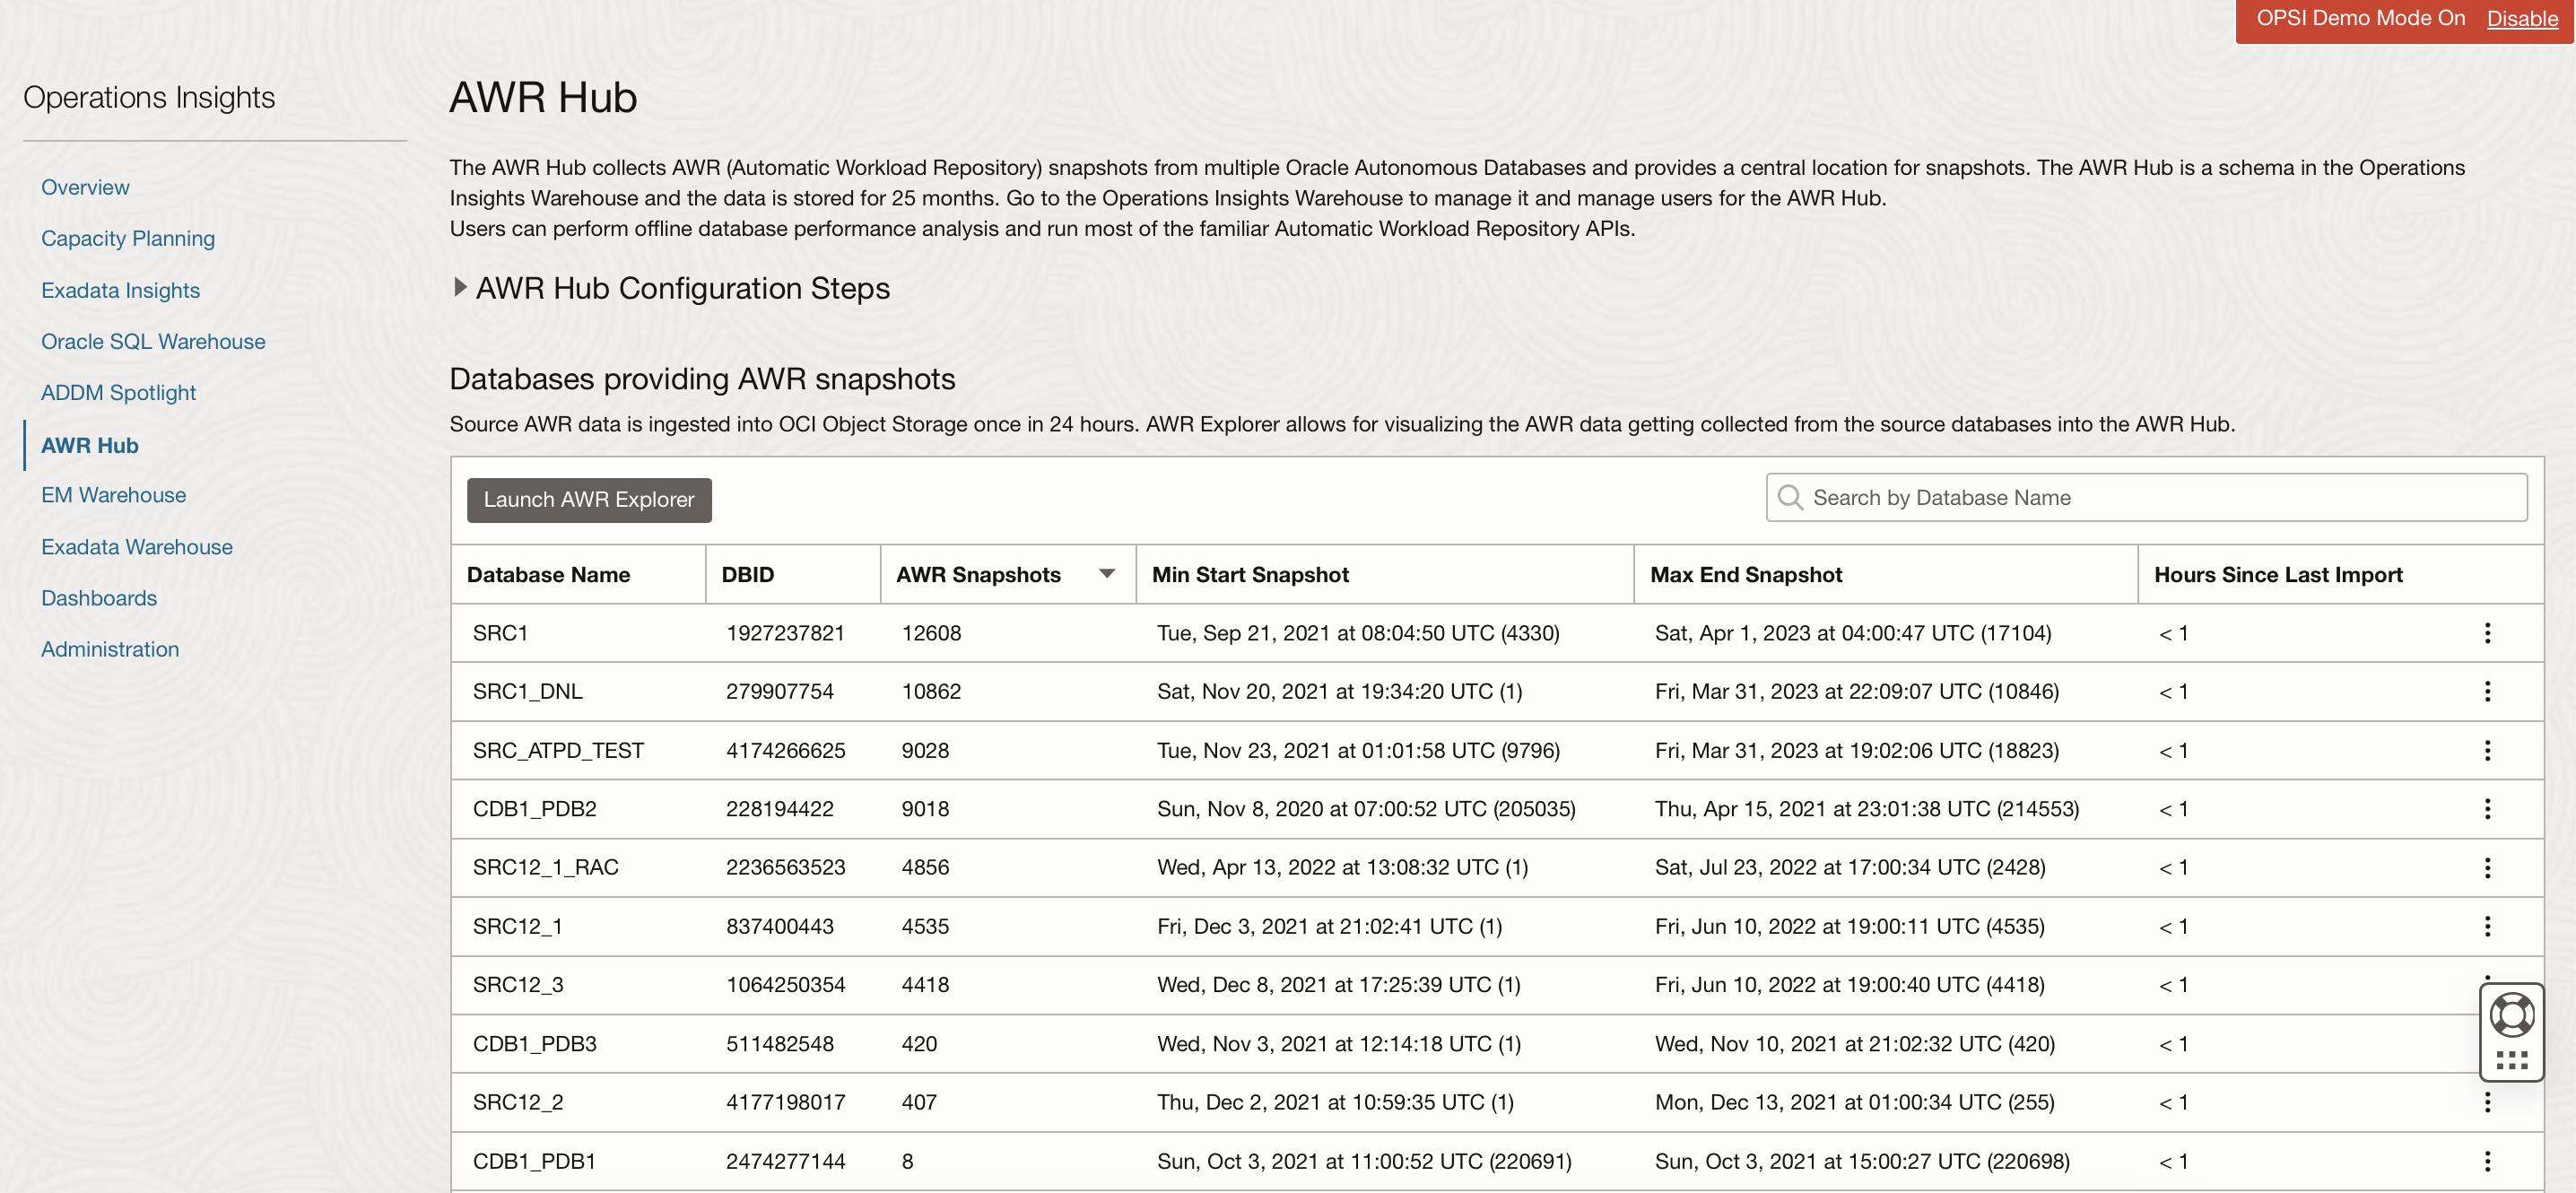 OPSI Demo Mode On Disable
Operations Insights
Overview
Capacity Planning
Exadata Insights
Oracle SQL Warehouse
ADDM Spotlight
AWR Hub
EM Warehouse
Exadata Warehouse
Dashboards
Administration
AWR Hub
The AWR Hub collects AWR (Automatic Workload Repository) snapshots from multiple Oracle Autonomous Databases and provides a central location for snapshots. The AWR Hub is a schema in the Operations
Insights Warehouse and the data is stored for 25 months. Go to the Operations Insights Warehouse to manage it and manage users for the AWR Hub.
Users can perform offline database performance analysis and run most of the familiar Automatic Workload Repository APIs.
AWR Hub Configuration Steps
Databases providing AWR snapshots
Source AWR data is ingested into OCI Object Storage once in 24 hours. AWR Explorer allows for visualizing the AWR data getting collected from the source databases into the AWR Hub.
Launch AWR Explorer Search by Database Name
Database Name DBID AWR Snapshots Min Start Snapshot Max End Snapshot Hours Since Last Import
SRC1 1927237821 12608 Tue, Sep 21, 2021 at 08:04:50 UTC (4330) Sat, Apr 1, 2023 at 04:00:47 UTC (17104) < 1
SRC1_DNL 279907754 10862 Sat, Nov 20, 2021 at 19:34:20 UTC (1) Fri, Mar 31, 2023 at 22:09:07 UTC (10846) < 1
SRC_ATPD_TEST 4174266625 9028 Tue, Nov 23, 2021 at 01:01:58 UTC (9796) Fri, Mar 31, 2023 at 19:02:06 UTC (18823) < 1
CDB1_PDB2 228194422 9018 Sun, Nov 8, 2020 at 07:00:52 UTC (205035) Thu, Apr 15, 2021 at 23:01:38 UTC (214553) < 1
SRC12_1_RAC 2236563523 4856 Wed, Apr 13, 2022 at 13:08:32 UTC (1) Sat, Jul 23, 2022 at 17:00:34 UTC (2428) < 1
SRC12_1 837400443 4535 Fri, Dec 3, 2021 at 21:02:41 UTC (1) Fri, Jun 10, 2022 at 19:00:11 UTC (4535) < 1
SRC12_3 1064250354 4418 Wed, Dec 8, 2021 at 17:25:39 UTC (1) Fri, Jun 10, 2022 at 19:00:40 UTC (4418) < 1
CDB1_PDB3 511482548 420 Wed, Nov 3, 2021 at 12:14:18 UTC (1) Wed, Nov 10, 2021 at 21:02:32 UTC (420) < 1
SRC12_2 4177198017 407 Thu, Dec 2, 2021 at 10:59:35 UTC (1) Mon, Dec 13, 2021 at 01:00:34 UTC (255) < 1
CDB1_PDB1 2474277144 8 Sun, Oct 3, 2021 at 11:00:52 UTC (220691) Sun, Oct 3, 2021 at 15:00:27 UTC (220698) < 1